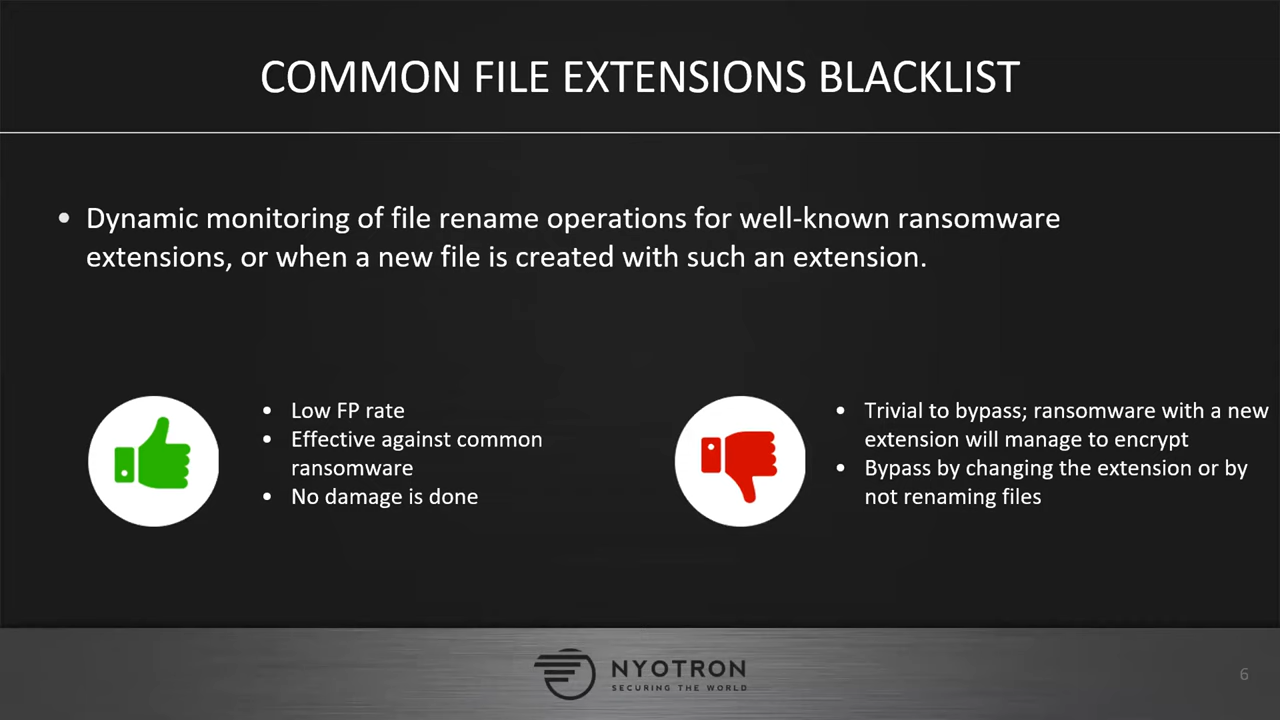 COMMON FILE EXTENSIONS BLACKLIST
• Dynamic monitoring of file rename operations for well-known ransomware
extensions, or when a new file is created with such an extension.
• Low FP rate
• Effective against common
ransomware
• No damage is done
• Trivial to bypass; ransomware with a new
extension will manage to encrypt
• Bypass by changing the extension or by
not renaming files
NYOTRON
SECURING THE WORLD
6